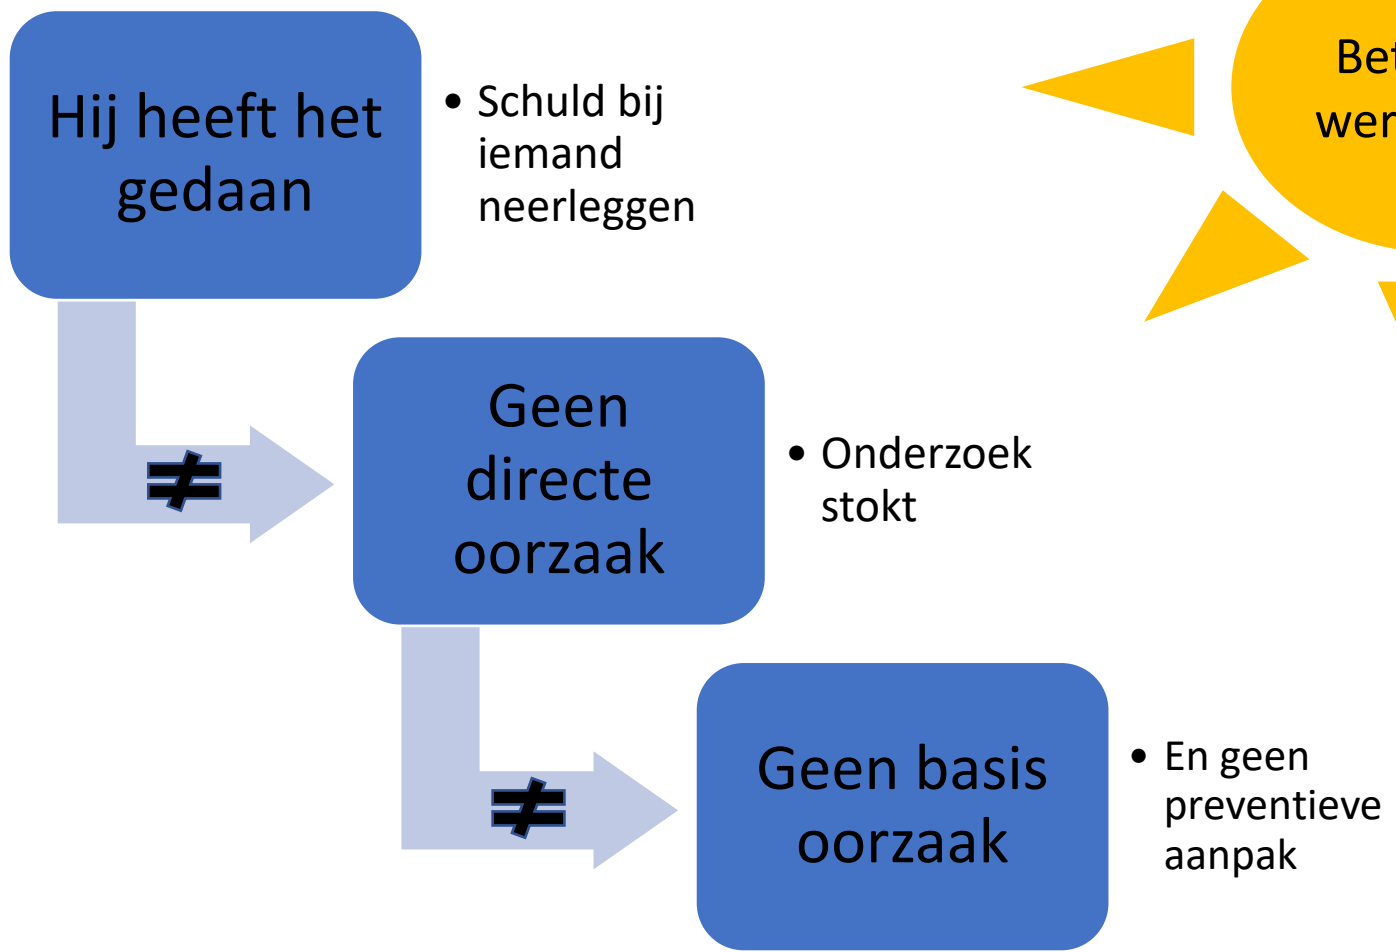 Hij heeft het
gedaan
• Schuld bij
iemand
neerleggen
≠
Geen
directe
oorzaak
• Onderzoek
stokt
≠
Geen basis
oorzaak
• En geen
preventieve
aanpak